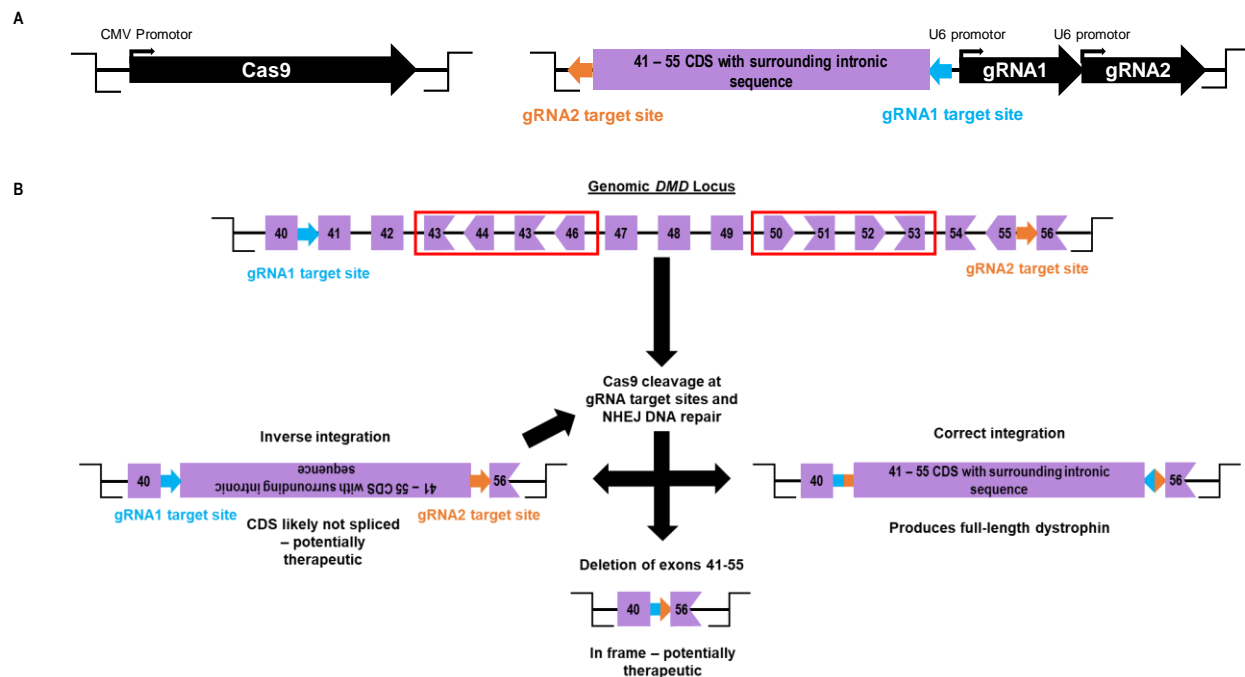 A
CMV Promotor
Cas9
41 – 55 CDS with surrounding intronic
sequence
gRNA2 target site
gRNA1 target site
U6 promotor
U6 promotor
gRNA1
gRNA2
B
Genomic DMD Locus
40
41
42
43
44
43
46
47
48
49
50
51
52
53
54
55
56
gRNA1 target site
gRNA2 target site
Cas9 cleavage at
gRNA target sites and
NHEJ DNA repair
Inverse integration
40
41 – 55 CDS with surrounding intronic
sequence
56
gRNA1 target site
gRNA2 target site
CDS likely not spliced
– potentially
therapeutic
Correct integration
40
41 – 55 CDS with surrounding intronic
sequence
56
Produces full-length dystrophin
Deletion of exons 41-55
40
56
In frame – potentially
therapeutic